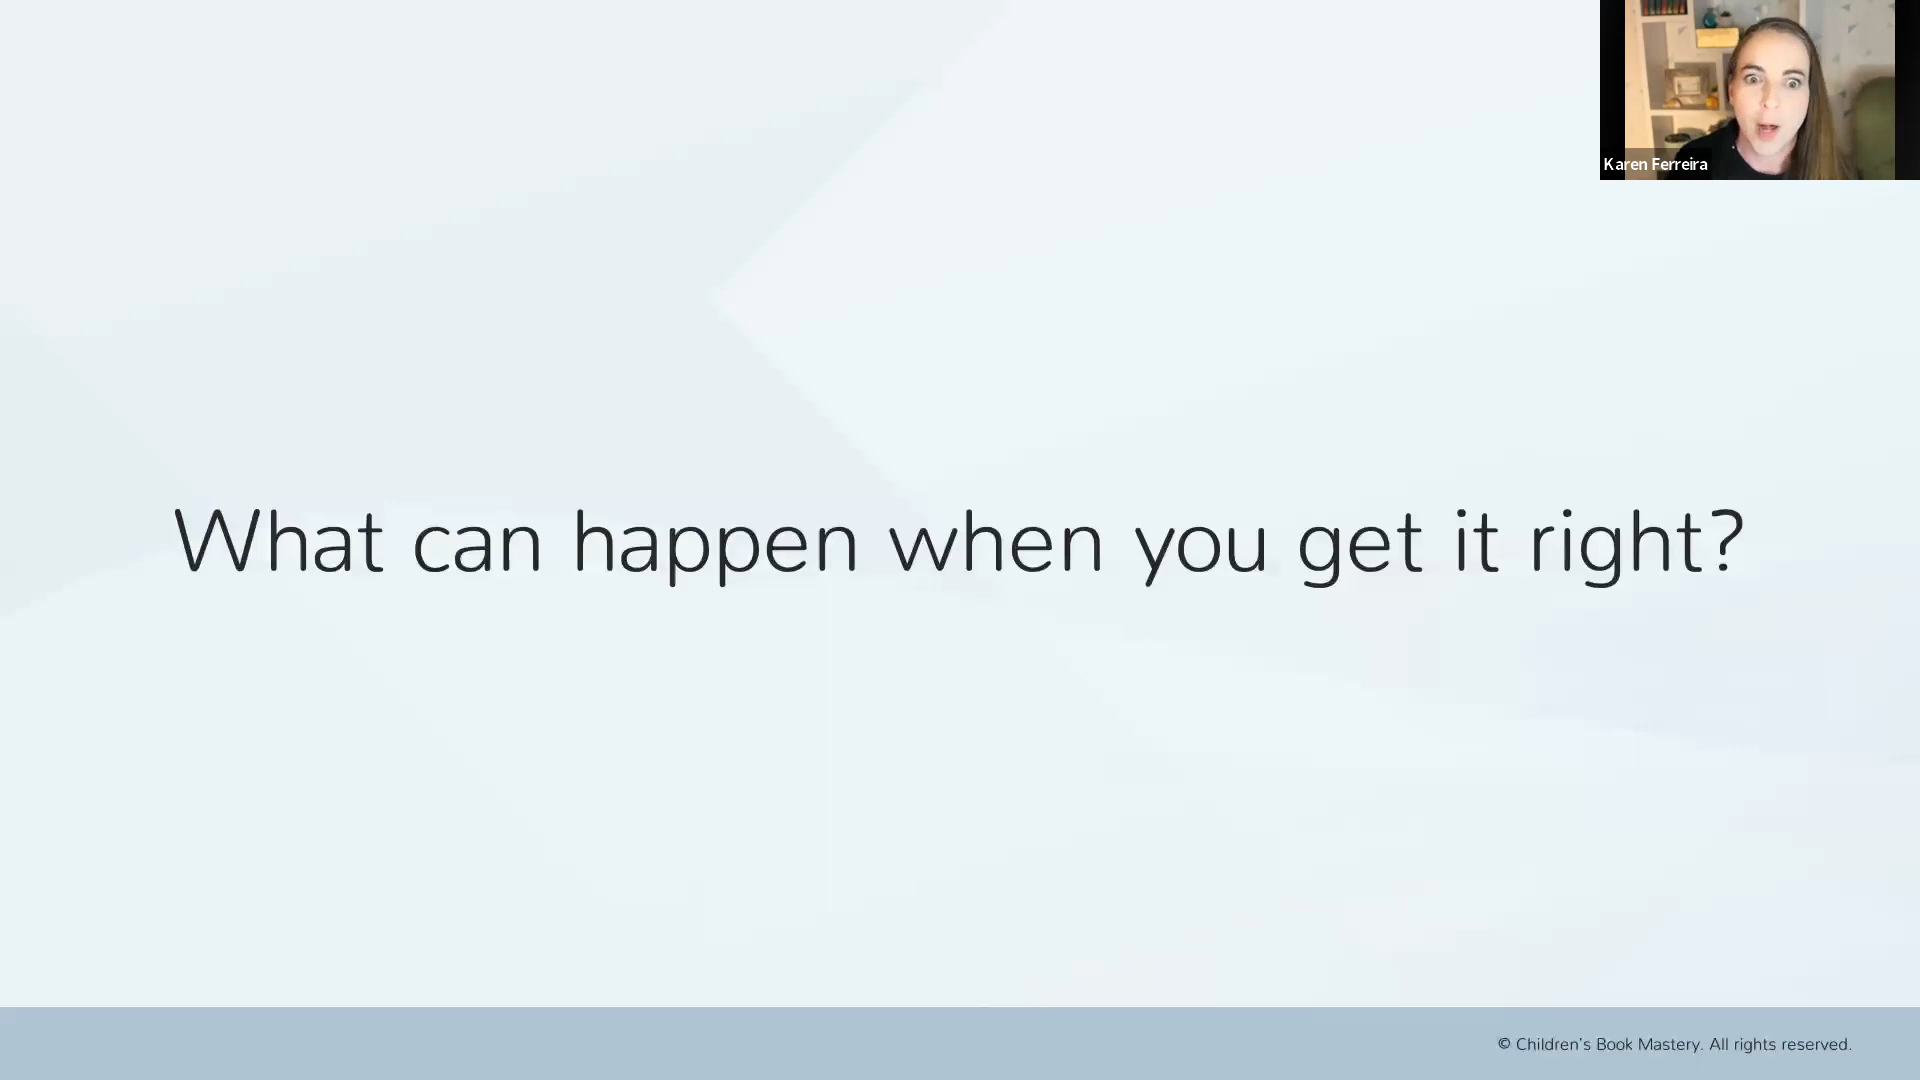 Karen Ferreira
What can happen when you get it right?
© Children's Book Mastery. All rights reserved.